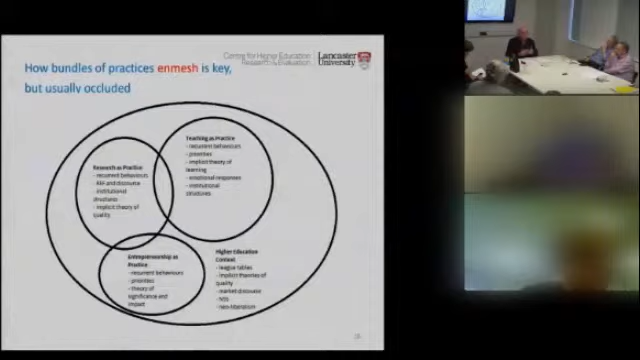 How bundles of practices enmesh is key,
but usually occluded
Centre for Higher Education
Research & Evaluation
Lancaster
University
Teaching as Practice
- recurrent behaviours
- priorities
- implicit theory of
learning
- emotional responses
- institutional
structures
Research as Practice
- recurrent behaviours
- REF and discourse
- institutional
structures
- implicit theory of
quality
Entrepreneurship as
Practice
- recurrent behaviours
- priorities
- theory of
significance and
impact
Higher Education
Context
- league tables
- implicit theories of
quality
- market discourse
- NSS
- neo-liberalism